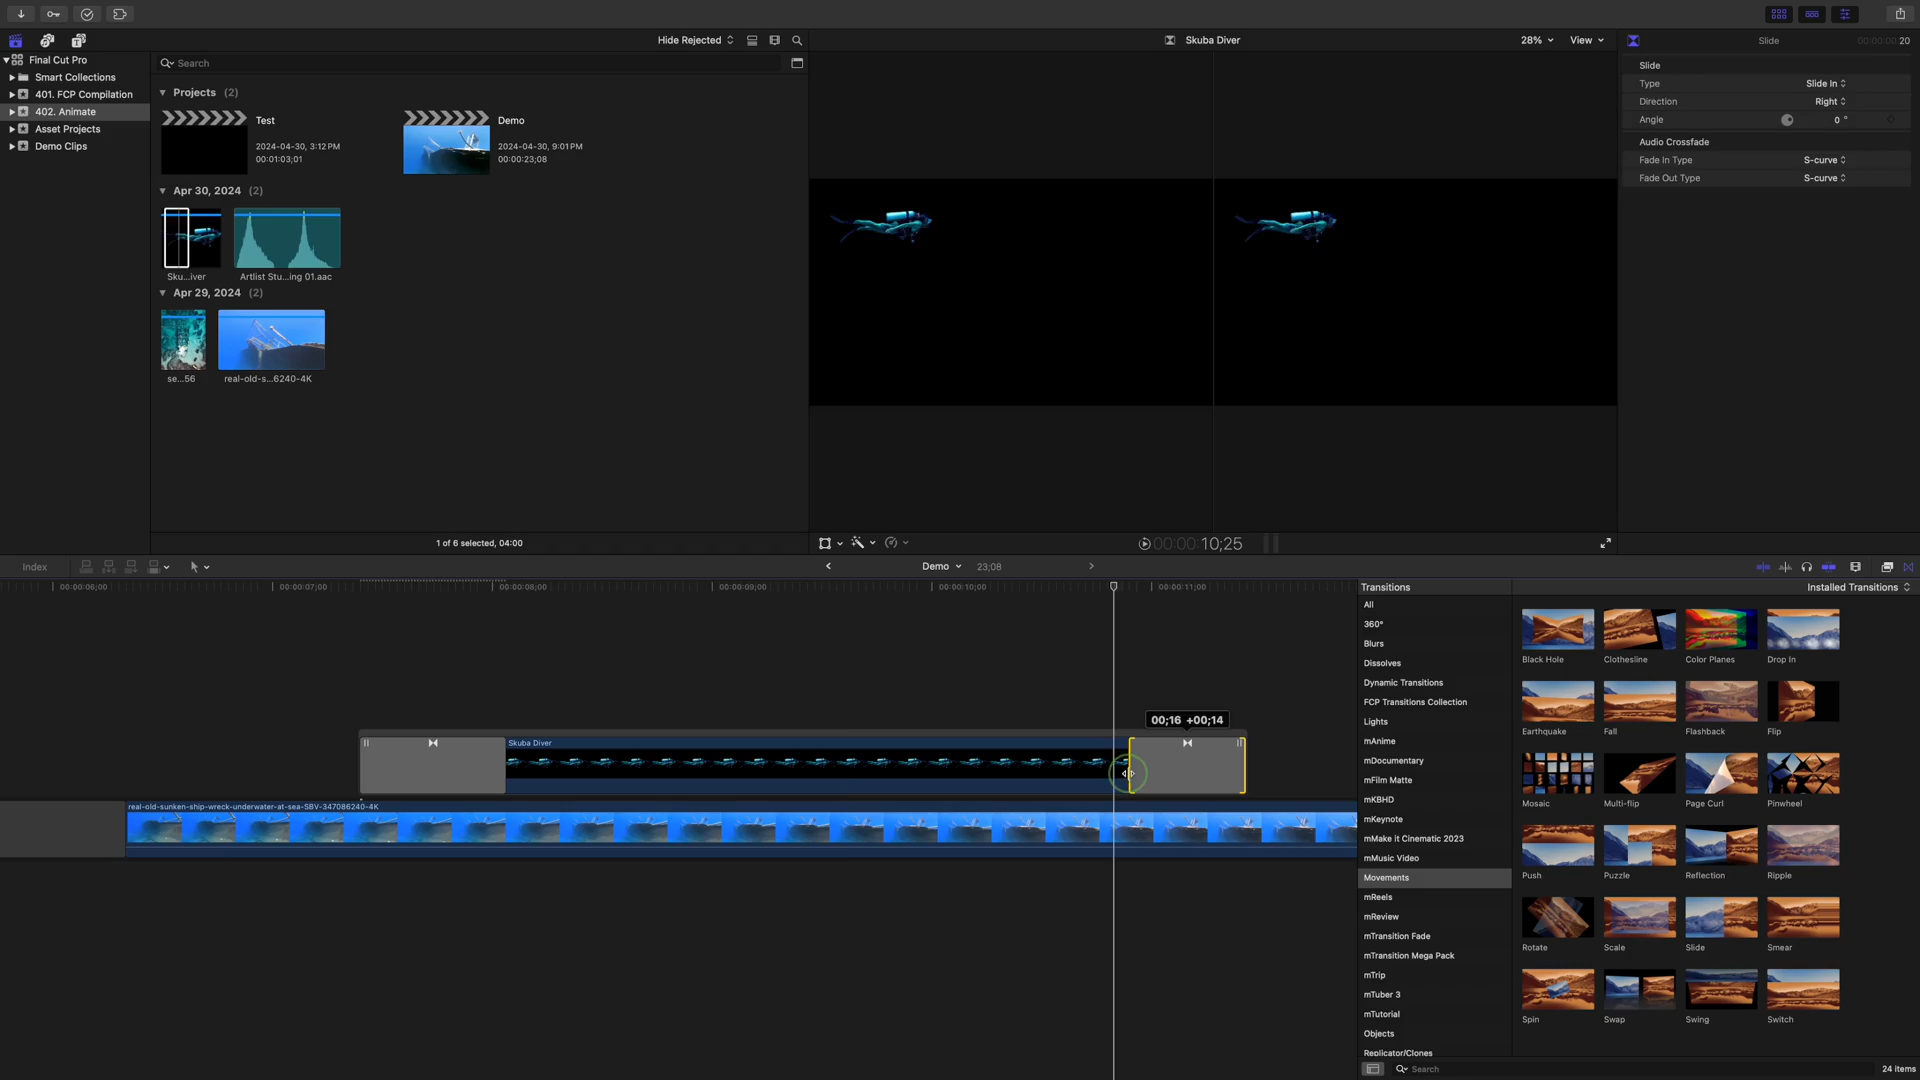 Hide Rejected
Skuba Diver
28%
View
Slide
00:00:00:20
Final Cut Pro
Smart Collections
401. FCP Compilation
402. Animate
Asset Projects
Demo Clips
Search
Projects (2)
Test
2024-04-30, 3:12 PM
00:01:03;01
Demo
2024-04-30, 9:01PM
00:00:23;08
Apr 30, 2024 (2)
Sku...iver
Artlist Stu...ing 01.aac
Apr 29, 2024 (2)
se...56
real-old-s...6240-4K
1 of 6 selected, 04:00
Slide
Type
Slide In
Direction
Right
Angle
0 °
Audio Crossfade
Fade In Type
S-curve
Fade Out Type
S-curve
00:00:10;25
Index
Demo
23;08
00:00:06;00
00:00:07;00
00:00:08;00
00:00:09;00
00:00:10;00
00:00:11;00
00;16 +00;14
Skuba Diver
real-old-sunken-ship-wreck-underwater-at-sea-SBV-347086240-4K
Transitions
Installed Transitions
All
360°
Blurs
Dissolves
Dynamic Transitions
FCP Transitions Collection
Lights
mAnime
mDocumentary
mFilm Matte
mKBHD
mKeynote
mMake it Cinematic 2023
mMusic Video
Movements
mReels
mReview
mTransition Fade
mTransition Mega Pack
mTrip
mTuber 3
mTutorial
Objects
Replicator/Clones
Black Hole
Clothesline
Color Planes
Drop In
Earthquake
Fall
Flashback
Flip
Mosaic
Multi-flip
Page Curl
Pinwheel
Push
Puzzle
Reflection
Ripple
Rotate
Scale
Slide
Smear
Spin
Swap
Swing
Switch
Search
24 items